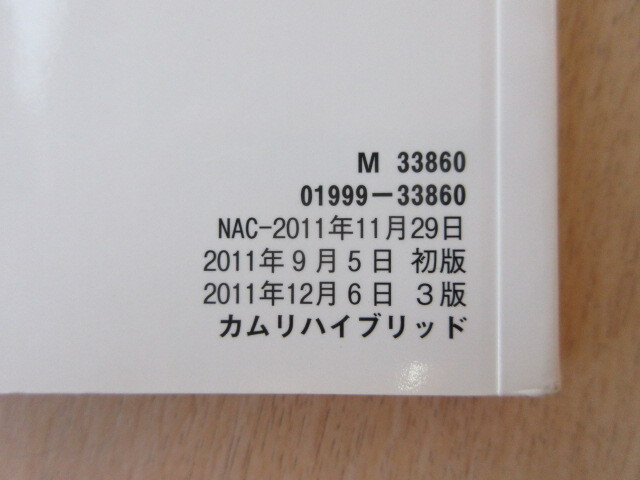 M 33860
01999-33860
NAC-2011年11月29日
2011年9月5日 初版
2011年12月6日 3版
カムリハイブリッド